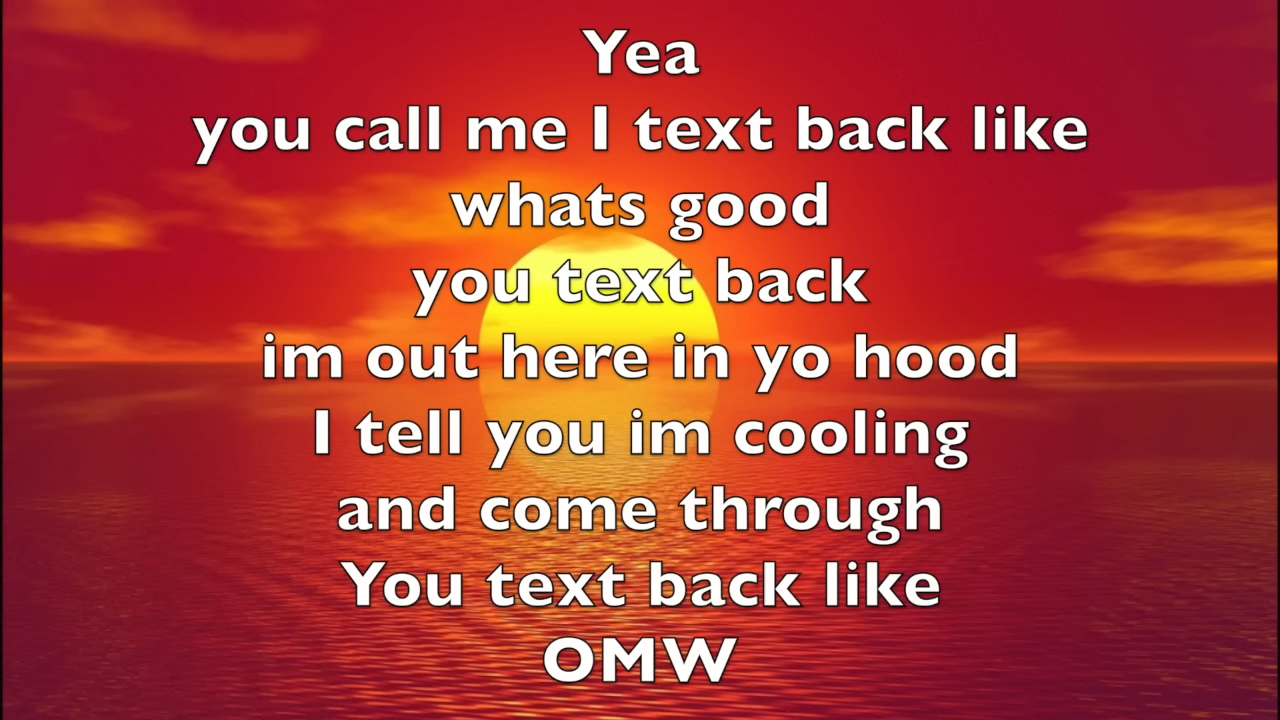 Yea
you call me I text back like
whats good
you text back
im out here in yo hood
I tell you im cooling
and come through
You text back like
OMW